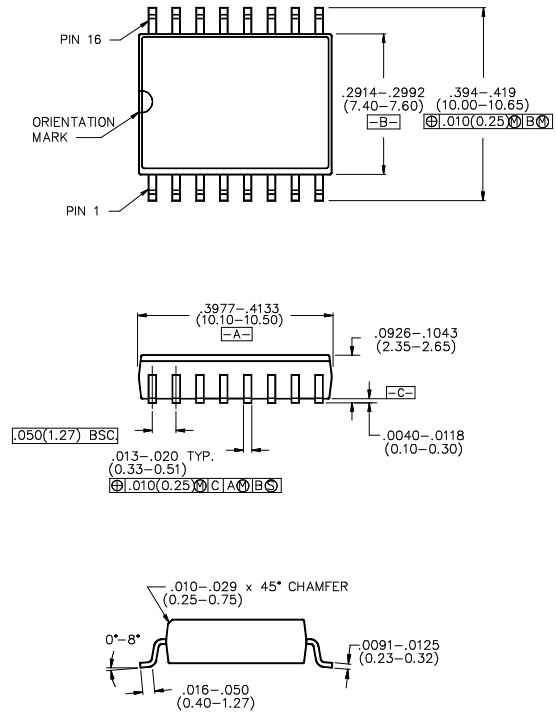 PIN 16
ORIENTATION
MARK
PIN 1
.2914–.2992
(7.40–7.60)
–B–
.394–.419
(10.00–10.65)
⊕ .010(0.25)Ⓜ BⓂ
.3977–.4133
(10.10–10.50)
–A–
.0926–.1043
(2.35–2.65)
–C–
.050(1.27) BSC.
.0040–.0118
(0.10–0.30)
.013–.020 TYP.
(0.33–0.51)
⊕ .010(0.25)Ⓜ C AⓂ BⓈ
.010–.029 x 45° CHAMFER
(0.25–0.75)
0°–8°
.0091–.0125
(0.23–0.32)
.016–.050
(0.40–1.27)